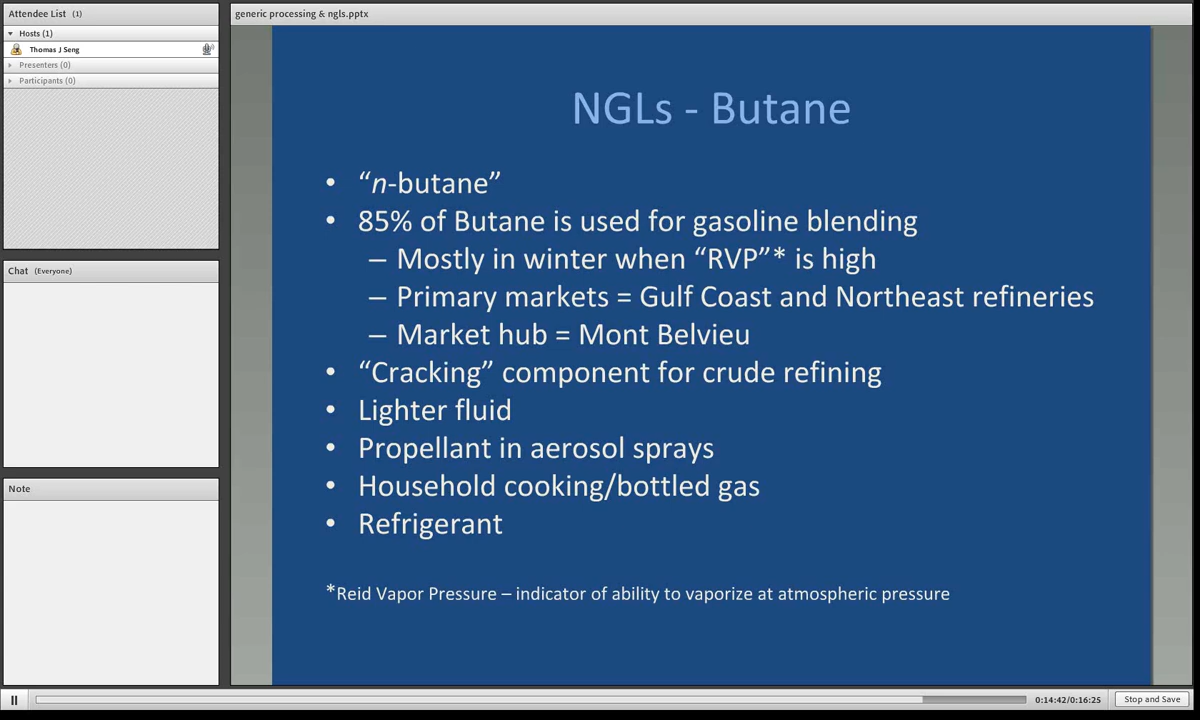 Attendee List (1)
Hosts (1)
Thomas J Seng
Presenters (0)
Participants (0)
Chat (Everyone)
Note
generic processing & ngls.pptx
NGLs - Butane
• “n-butane”
• 85% of Butane is used for gasoline blending
– Mostly in winter when “RVP”* is high
– Primary markets = Gulf Coast and Northeast refineries
– Market hub = Mont Belvieu
• “Cracking” component for crude refining
• Lighter fluid
• Propellant in aerosol sprays
• Household cooking/bottled gas
• Refrigerant
*Reid Vapor Pressure – indicator of ability to vaporize at atmospheric pressure
0:14:42/0:16:25
Stop and Save